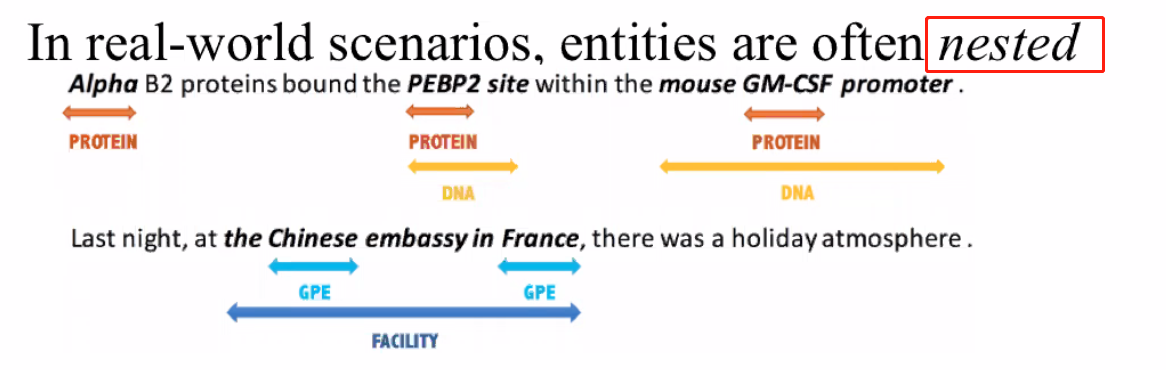 In real-world scenarios, entities are often nested
Alpha B2 proteins bound the PEBP2 site within the mouse GM-CSF promoter .
PROTEIN PROTEIN PROTEIN
DNA DNA
Last night, at the Chinese embassy in France, there was a holiday atmosphere .
GPE GPE
FACILITY